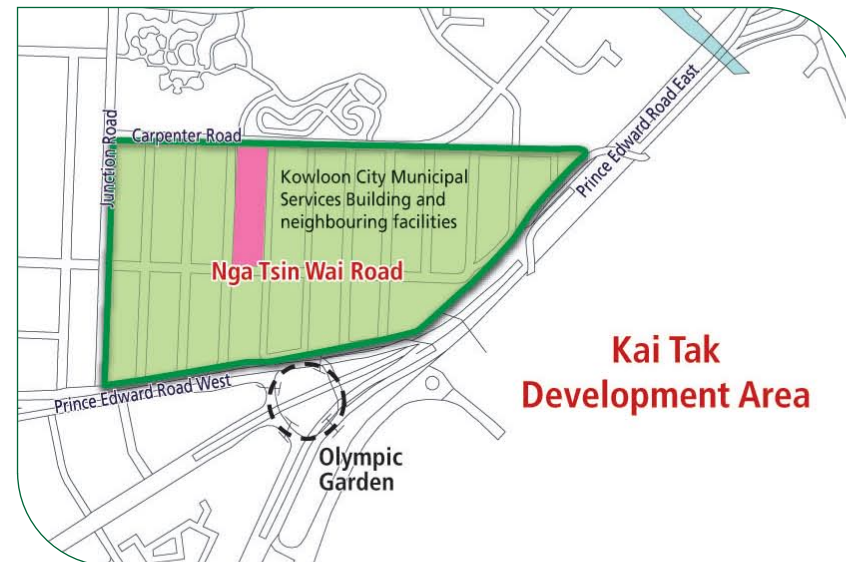 Prince Edward Road East
Junction Road
Carpenter Road
Kowloon City Municipal
Services Building and
neighbouring facilities
Nga Tsin Wai Road
Kai Tak
Development Area
Prince Edward Road West
Olympic
Garden